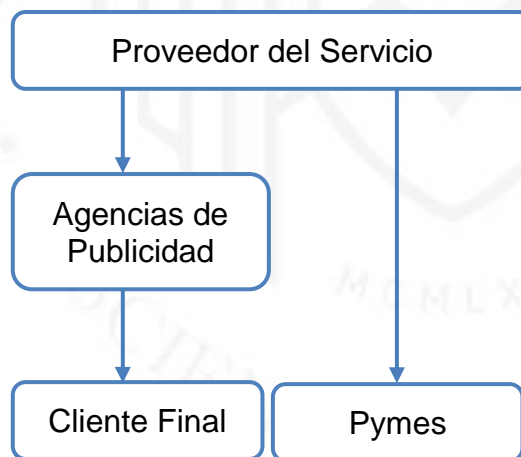 Proveedor del Servicio
Agencias de
Publicidad
Cliente Final
Pymes